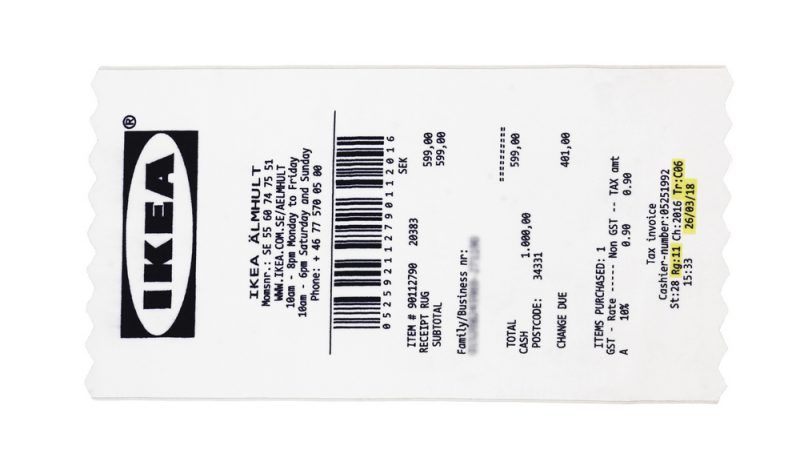 IKEA®
IKEA ÄLMHULT
Momsnr.: SE 55 60 74 75 51
WWW.IKEA.COM.SE/AELMHULT
10am - 8pm Monday to Friday
10am - 6pm Saturday and Sunday
Phone: + 46 77 570 05 00
052592112790112016
SEK
ITEM # 90112790 20383
RECEIPT RUG 599,00
SUBTOTAL 599,00
Family/Business nr:
==========
TOTAL 599,00
CASH 1.000,00
POSTCODE: 34331
CHANGE DUE 401,00
ITEMS PURCHASED: 1
GST - Rate ------ Non GST -- TAX amt
A 10% 0.90 0.90
Tax invoice
Cashier-number:05251992
St:28 Rg:11 Ch:2016 Tr:C06
15:33 26/03/18